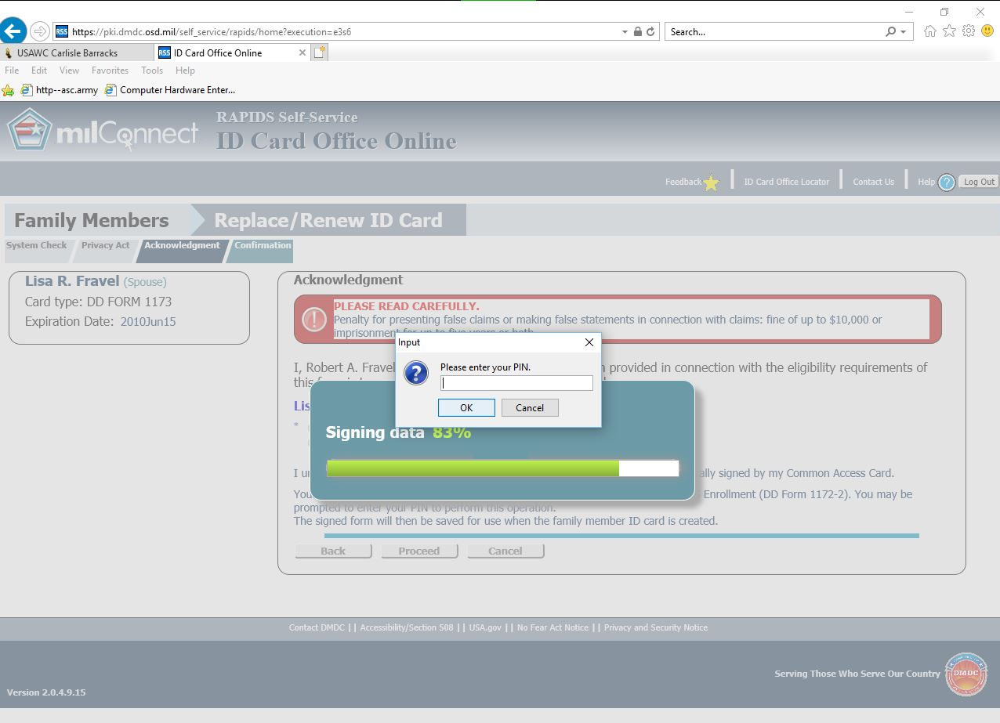 https://pki.dmdc.osd.mil/self_service/rapids/home?execution=e3s6
Search...
USAWC Carlisle Barracks
RSS ID Card Office Online
File Edit View Favorites Tools Help
http--asc.army Computer Hardware Enter...
milConnect
RAPIDS Self-Service
ID Card Office Online
Feedback ID Card Office Locator Contact Us Help ? Log Out
Family Members Replace/Renew ID Card
System Check Privacy Act Acknowledgment Confirmation
Lisa R. Fravel (Spouse)
Card type: DD FORM 1173
Expiration Date: 2010Jun15
Acknowledgment
PLEASE READ CAREFULLY.
Penalty for presenting false claims or making false statements in connection with claims: fine of up to $10,000 or
imprisonment for up to five years or both.
Input
Please enter your PIN.
OK Cancel
I, Robert A. Fravel provided in connection with the eligibility requirements of
this
Lis
*
Signing data 83%
I un ally signed by my Common Access Card.
You Enrollment (DD Form 1172-2). You may be
prompted to enter your PIN to perform this operation.
The signed form will then be saved for use when the family member ID card is created.
Back Proceed Cancel
Contact DMDC || Accessibility/Section 508 || USA.gov || No Fear Act Notice || Privacy and Security Notice
Serving Those Who Serve Our Country
DMDC
Version 2.0.4.9.15